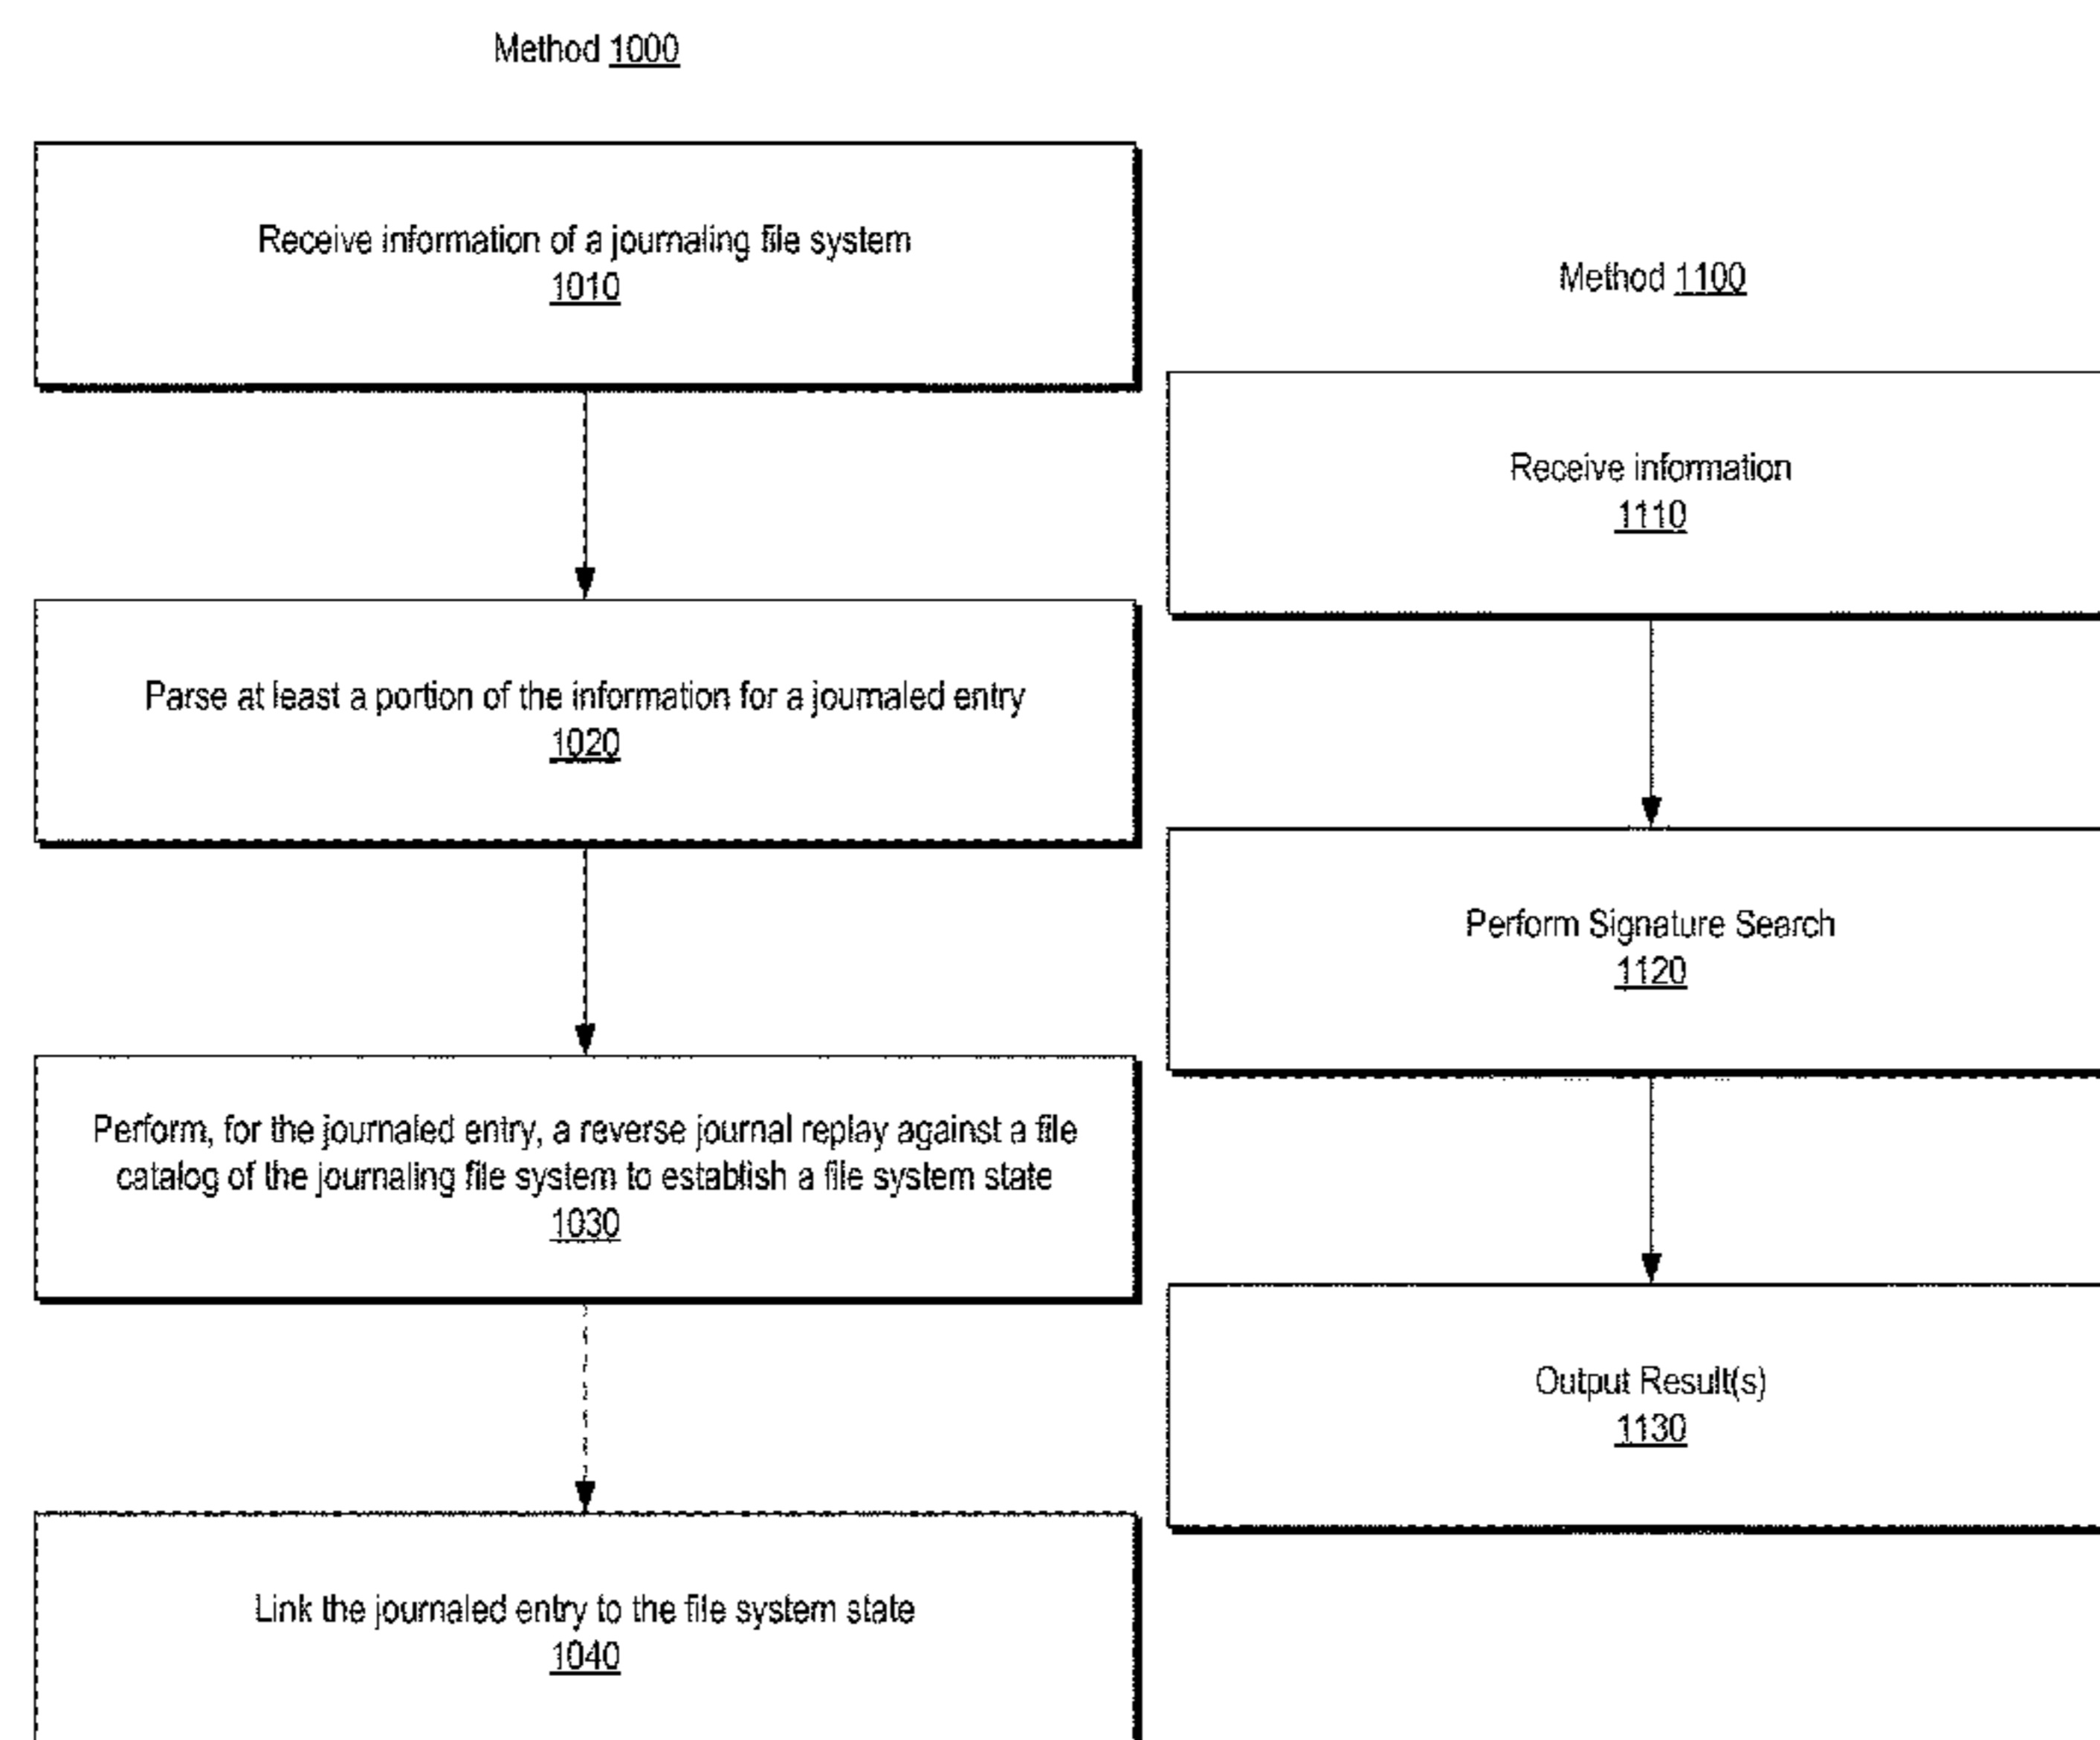 Method 1000
Receive information of a journaling file system
1010
Parse at least a portion of the information for a journaled entry
1020
Perform, for the journaled entry, a reverse journal replay against a file
catalog of the journaling file system to establish a file system state
1030
Link the journaled entry to the file system state
1040
Method 1100
Receive information
1110
Perform Signature Search
1120
Output Result(s)
1130